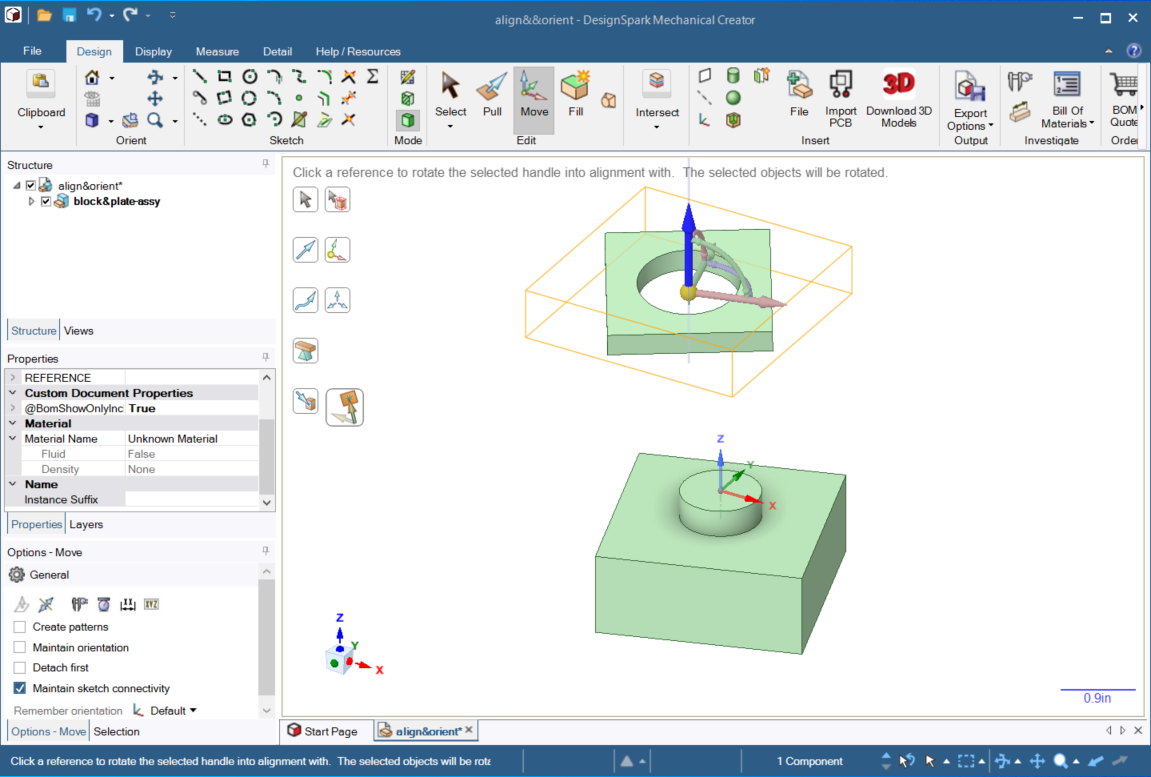 align&&orient - DesignSpark Mechanical Creator
File
Design
Display
Measure
Detail
Help / Resources
Clipboard
Orient
Sketch
Mode
Select
Pull
Move
Fill
Edit
Intersect
File
Import
PCB
Download 3D
Models
Insert
3D
Export
Options
Output
Bill Of
Materials
Investigate
BOM
Quote
Order
Structure
align&orient*
block&plate-assy
Structure
Views
Properties
REFERENCE
Custom Document Properties
@BomShowOnlyInc True
Material
Material Name Unknown Material
Fluid False
Density None
Name
Instance Suffix
Properties
Layers
Options - Move
General
XYZ
Create patterns
Maintain orientation
Detach first
Maintain sketch connectivity
Remember orientation Default
Options - Move
Selection
Click a reference to rotate the selected handle into alignment with. The selected objects will be rotated.
Z
Y
X
Z
Y
X
0.9in
Start Page
align&orient*
Click a reference to rotate the selected handle into alignment with. The selected objects will be rota
1 Component